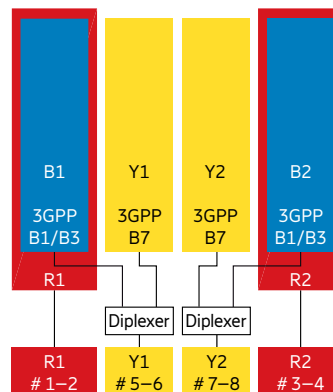 B1 Y1 Y2 B2
3GPP 3GPP 3GPP 3GPP
B1/B3 B7 B7 B1/B3
R1 R2
Diplexer Diplexer
R1 Y1 Y2 R2
# 1–2 # 5–6 # 7–8 # 3–4